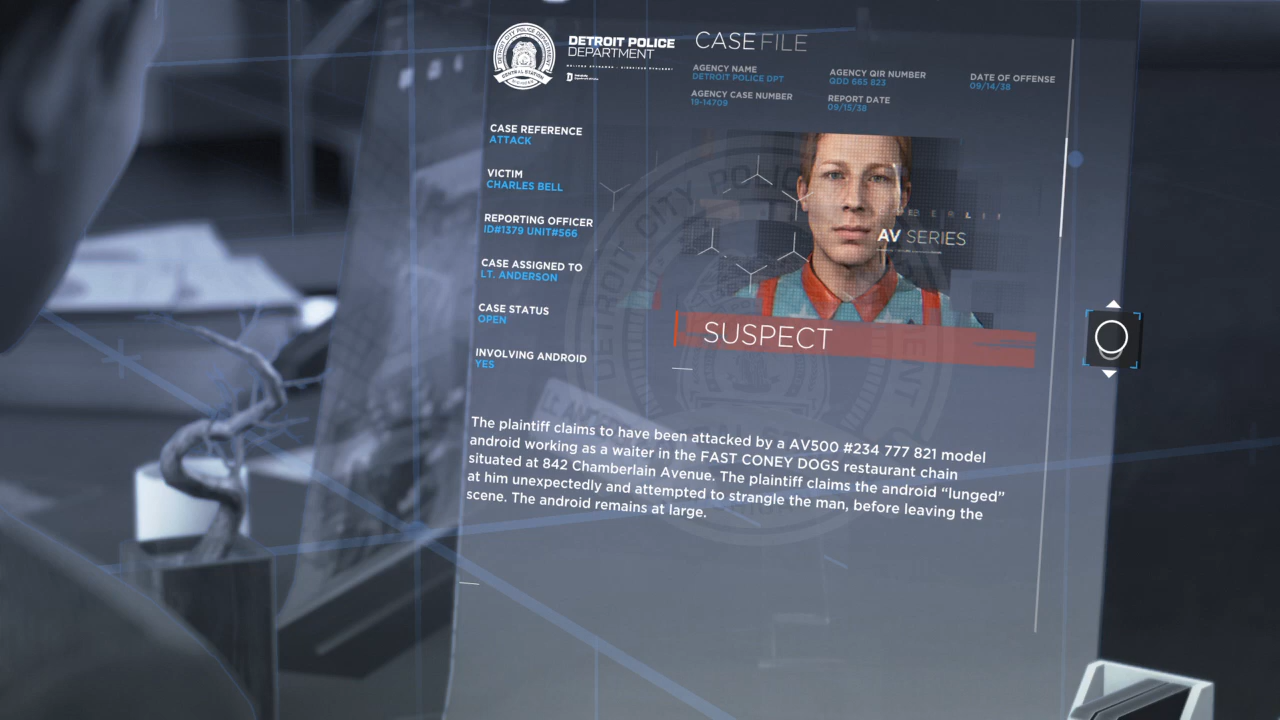 DETROIT POLICE
DEPARTMENT
CENTRAL STATION
CASE FILE
AGENCY NAME
DETROIT POLICE DPT
AGENCY QIR NUMBER
QDD 665 823
DATE OF OFFENSE
09/14/38
AGENCY CASE NUMBER
19-14709
REPORT DATE
09/15/38
CASE REFERENCE
ATTACK
VICTIM
CHARLES BELL
REPORTING OFFICER
ID#1379 UNIT#566
CASE ASSIGNED TO
LT. ANDERSON
CASE STATUS
OPEN
INVOLVING ANDROID
YES
AV SERIES
SUSPECT
The plaintiff claims to have been attacked by a AV500 #234 777 821 model
android working as a waiter in the FAST CONEY DOGS restaurant chain
situated at 842 Chamberlain Avenue. The plaintiff claims the android “lunged”
at him unexpectedly and attempted to strangle the man, before leaving the
scene. The android remains at large.